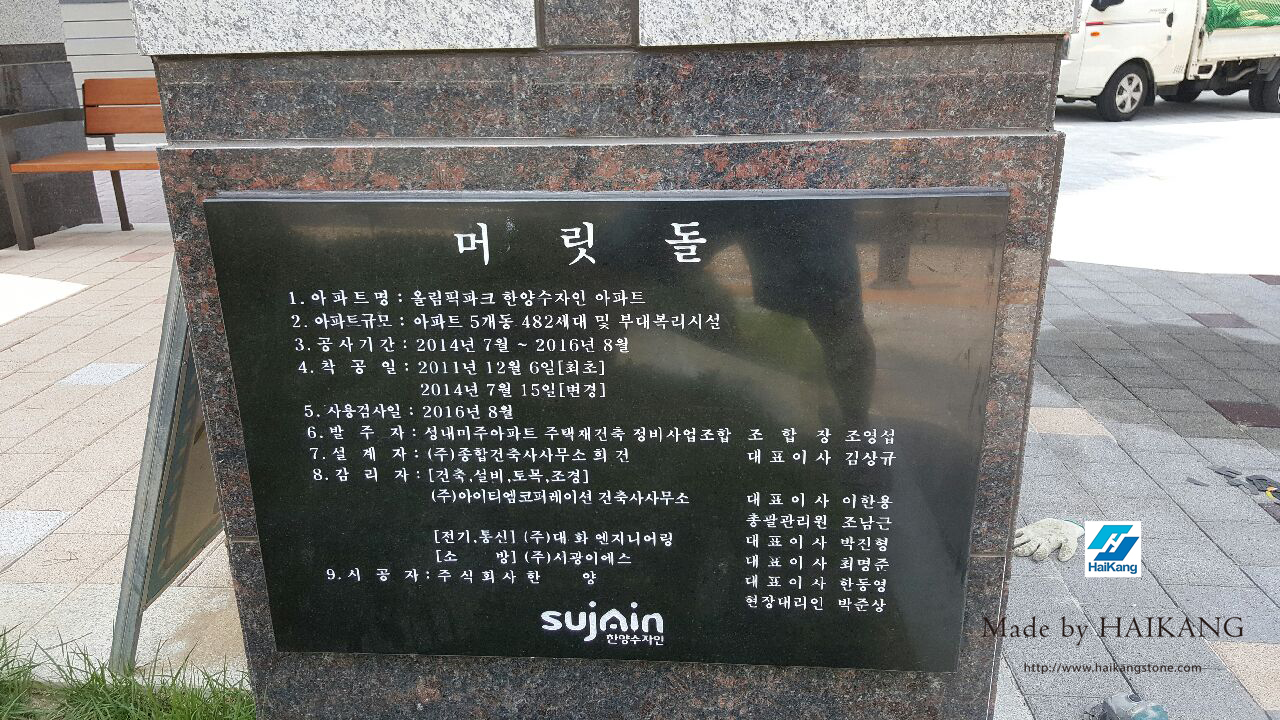 머릿돌
1. 아파트명 : 올림픽파크 한양수자인 아파트
2. 아파트규모 : 아파트 5개동 482세대 및 부대복리시설
3. 공사기간 : 2014년 7월 ~ 2016년 8월
4. 착공일 : 2011년 12월 6일[최초]
2014년 7월 15일[변경]
5. 사용검사일 : 2016년 8월
6. 발주자 : 성내미주아파트 주택재건축 정비사업조합 조합장 조영섭
7. 설계자 : (주)종합건축사사무소 희건 대표이사 김상규
8. 감리자 : [건축,설비,토목,조경]
(주)아이티엠코퍼레이션 건축사사무소 대표이사 이한용
총괄관리원 조남근
[전기.통신] (주)대화엔지니어링 대표이사 박진형
[소방] (주)시광이에스 대표이사 최명준
9. 시공자 주식회사 한양 대표이사 한동영
현장대리인 박준상
sujain
한양수자인
HaiKang
Made by HAIKANG
http://www.haikangstone.com